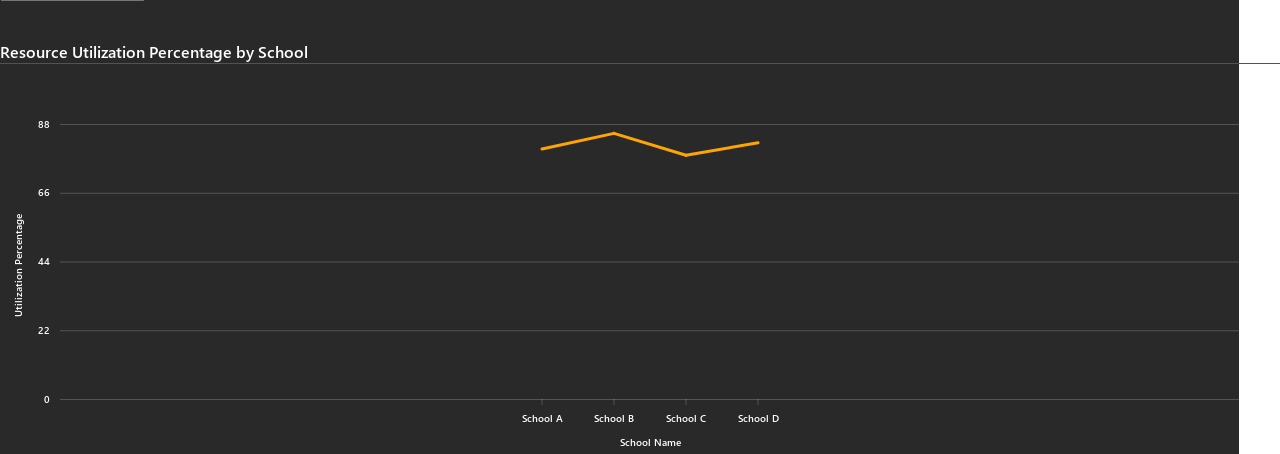 Resource Utilization Percentage by School
88
66
44
22
0
Utilization Percentage
School A School B School C School D
School Name